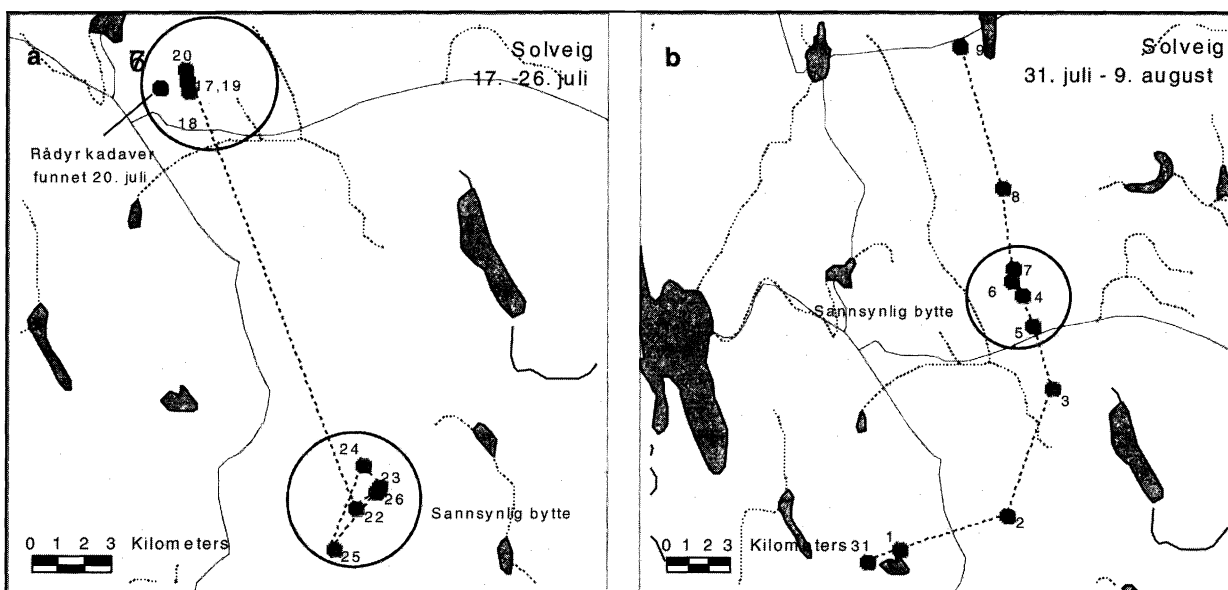 a
Solveig
17. -26. juli
20
17,19
18
Rådyr kadaver
funnet 20. juli
24
23
26
22
25
Sannsynlig bytte
0 1 2 3 Kilometers
b
Solveig
31. juli - 9. august
9
8
7
6
4
5
Sannsynlig bytte
3
2
1
31
0 1 2 3 Kilometers